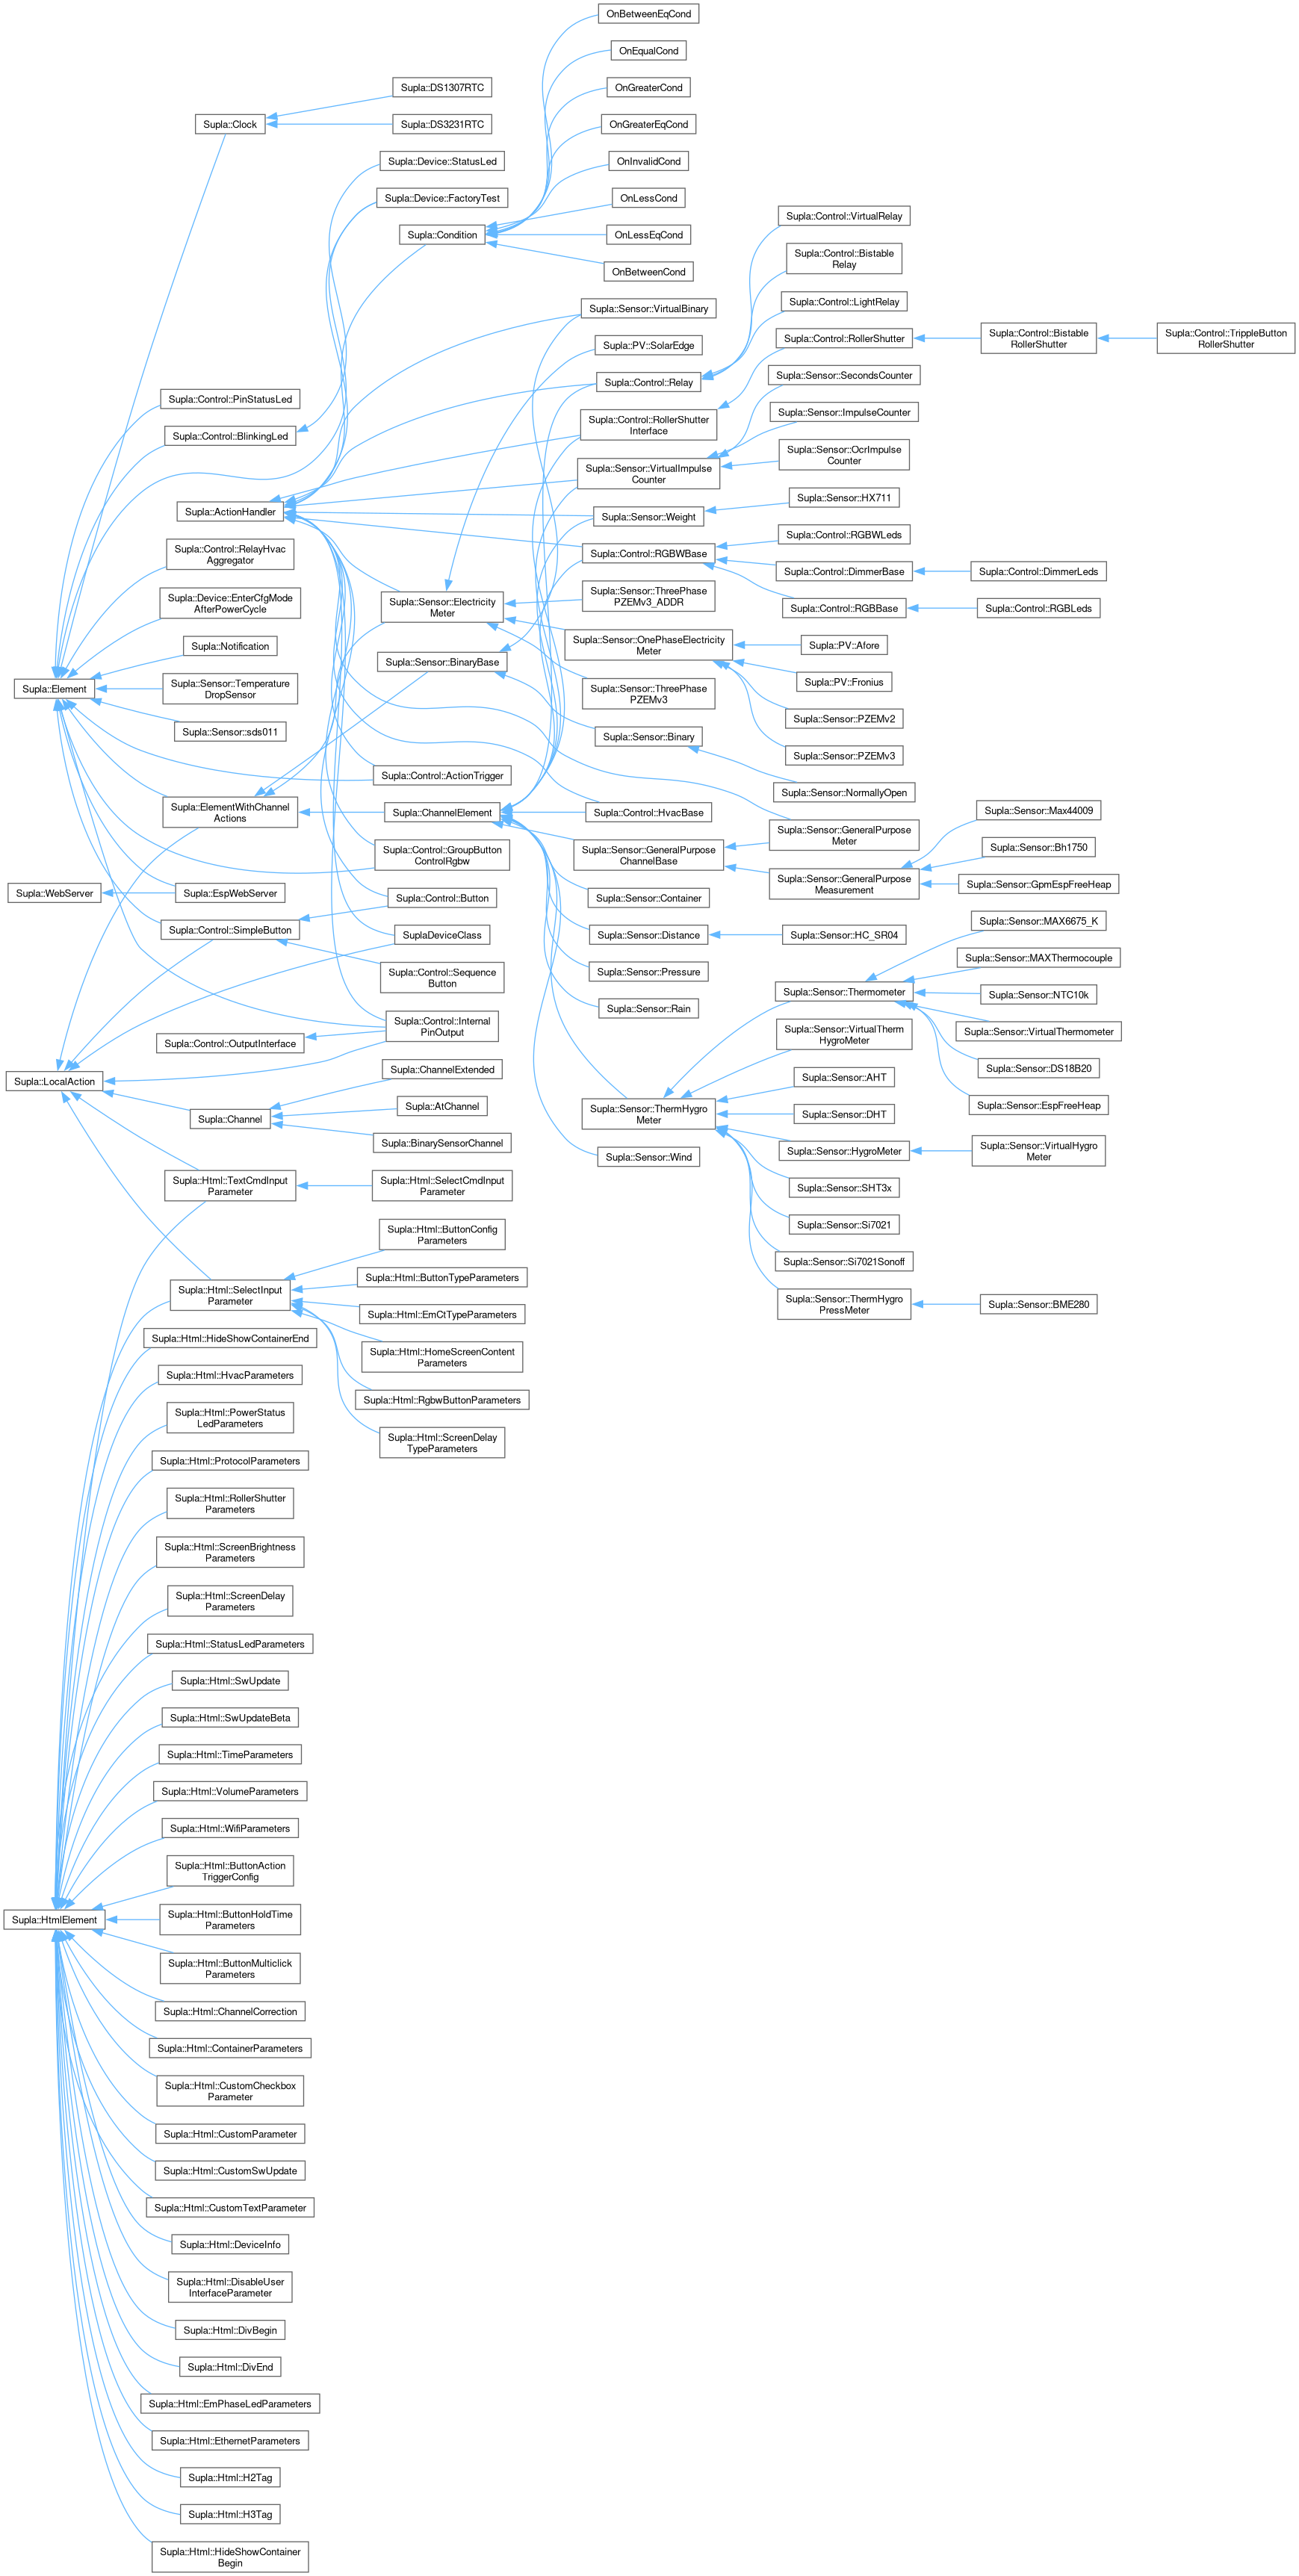 OnBetweenEqCond
OnEqualCond
OnGreaterCond
OnGreaterEqCond
OnInvalidCond
OnLessCond
OnLessEqCond
OnBetweenCond
Supla::DS1307RTC
Supla::DS3231RTC
Supla::Clock
Supla::Device::StatusLed
Supla::Device::FactoryTest
Supla::Condition
Supla::Control::VirtualRelay
Supla::Control::Bistable
Relay
Supla::Control::LightRelay
Supla::Control::RollerShutter
Supla::Control::Bistable
RollerShutter
Supla::Control::TrippleButton
RollerShutter
Supla::Sensor::VirtualBinary
Supla::PV::SolarEdge
Supla::Control::Relay
Supla::Control::RollerShutter
Interface
Supla::Sensor::VirtualImpulse
Counter
Supla::Sensor::SecondsCounter
Supla::Sensor::ImpulseCounter
Supla::Sensor::OcrImpulse
Counter
Supla::Sensor::HX711
Supla::Sensor::Weight
Supla::Control::RGBWLeds
Supla::Control::RGBWBase
Supla::Control::DimmerBase
Supla::Control::DimmerLeds
Supla::Control::RGBBase
Supla::Control::RGBLeds
Supla::Control::PinStatusLed
Supla::Control::BlinkingLed
Supla::ActionHandler
Supla::Control::RelayHvac
Aggregator
Supla::Device::EnterCfgMode
AfterPowerCycle
Supla::Notification
Supla::Element
Supla::Sensor::Temperature
DropSensor
Supla::Sensor::sds011
Supla::Sensor::Electricity
Meter
Supla::Sensor::BinaryBase
Supla::Sensor::ThreePhase
PZEMv3_ADDR
Supla::Sensor::OnePhaseElectricity
Meter
Supla::Sensor::ThreePhase
PZEMv3
Supla::PV::Afore
Supla::PV::Fronius
Supla::Sensor::PZEMv2
Supla::Sensor::PZEMv3
Supla::Sensor::Binary
Supla::Sensor::NormallyOpen
Supla::Control::ActionTrigger
Supla::ElementWithChannel
Actions
Supla::ChannelElement
Supla::Control::HvacBase
Supla::Sensor::GeneralPurpose
Meter
Supla::Sensor::GeneralPurpose
ChannelBase
Supla::Sensor::GeneralPurpose
Measurement
Supla::Sensor::Max44009
Supla::Sensor::Bh1750
Supla::Sensor::GpmEspFreeHeap
Supla::Control::GroupButton
ControlRgbw
Supla::WebServer
Supla::EspWebServer
Supla::Control::Button
Supla::Control::SimpleButton
SuplaDeviceClass
Supla::Control::Sequence
Button
Supla::Control::Internal
PinOutput
Supla::Control::OutputInterface
Supla::Sensor::Container
Supla::Sensor::Distance
Supla::Sensor::HC_SR04
Supla::Sensor::Pressure
Supla::Sensor::Rain
Supla::Sensor::MAX6675_K
Supla::Sensor::MAXThermocouple
Supla::Sensor::Thermometer
Supla::Sensor::NTC10k
Supla::Sensor::VirtualThermometer
Supla::Sensor::DS18B20
Supla::Sensor::EspFreeHeap
Supla::Sensor::VirtualTherm
HygroMeter
Supla::Sensor::AHT
Supla::Sensor::DHT
Supla::Sensor::ThermHygro
Meter
Supla::Sensor::HygroMeter
Supla::Sensor::VirtualHygro
Meter
Supla::Sensor::Wind
Supla::Sensor::SHT3x
Supla::Sensor::Si7021
Supla::Sensor::Si7021Sonoff
Supla::Sensor::ThermHygro
PressMeter
Supla::Sensor::BME280
Supla::LocalAction
Supla::ChannelExtended
Supla::Channel
Supla::AtChannel
Supla::BinarySensorChannel
Supla::Html::TextCmdInput
Parameter
Supla::Html::SelectCmdInput
Parameter
Supla::Html::ButtonConfig
Parameters
Supla::Html::SelectInput
Parameter
Supla::Html::ButtonTypeParameters
Supla::Html::EmCtTypeParameters
Supla::Html::HomeScreenContent
Parameters
Supla::Html::RgbwButtonParameters
Supla::Html::ScreenDelay
TypeParameters
Supla::Html::HideShowContainerEnd
Supla::Html::HvacParameters
Supla::Html::PowerStatus
LedParameters
Supla::Html::ProtocolParameters
Supla::Html::RollerShutter
Parameters
Supla::Html::ScreenBrightness
Parameters
Supla::Html::ScreenDelay
Parameters
Supla::Html::StatusLedParameters
Supla::Html::SwUpdate
Supla::Html::SwUpdateBeta
Supla::Html::TimeParameters
Supla::Html::VolumeParameters
Supla::Html::WifiParameters
Supla::Html::ButtonAction
TriggerConfig
Supla::HtmlElement
Supla::Html::ButtonHoldTime
Parameters
Supla::Html::ButtonMulticlick
Parameters
Supla::Html::ChannelCorrection
Supla::Html::ContainerParameters
Supla::Html::CustomCheckbox
Parameter
Supla::Html::CustomParameter
Supla::Html::CustomSwUpdate
Supla::Html::CustomTextParameter
Supla::Html::DeviceInfo
Supla::Html::DisableUser
InterfaceParameter
Supla::Html::DivBegin
Supla::Html::DivEnd
Supla::Html::EmPhaseLedParameters
Supla::Html::EthernetParameters
Supla::Html::H2Tag
Supla::Html::H3Tag
Supla::Html::HideShowContainer
Begin